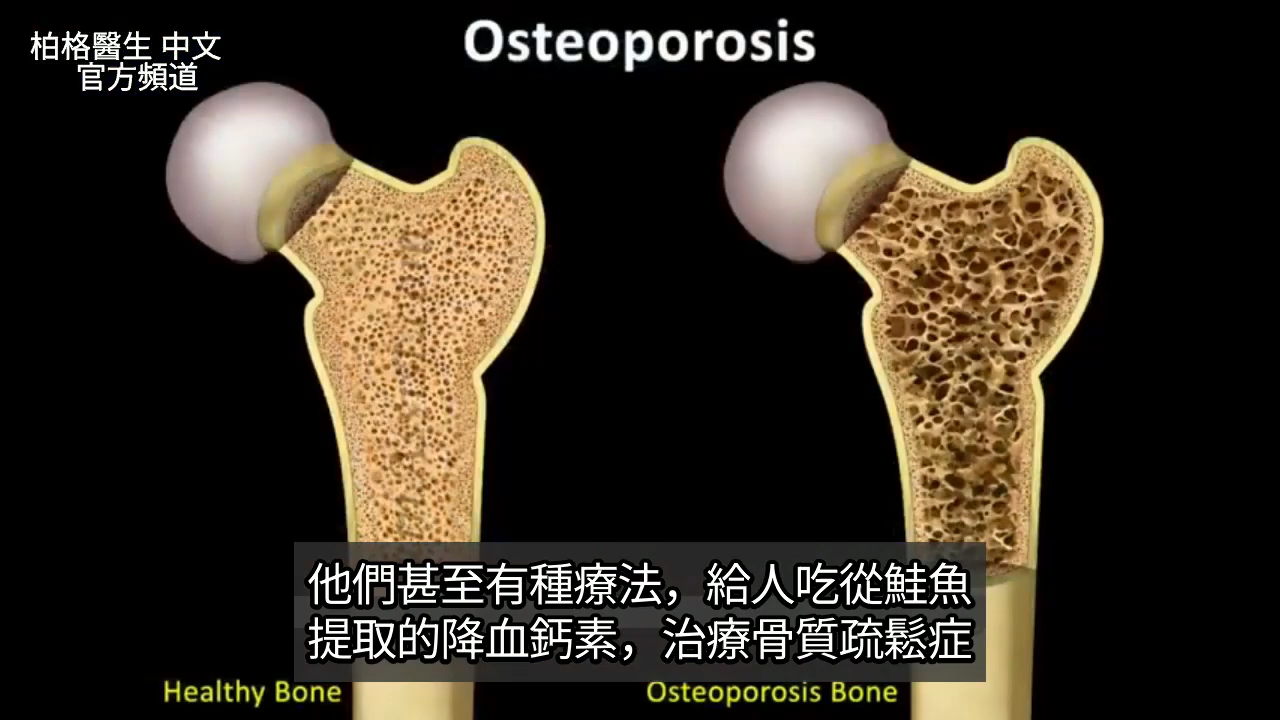 Osteoporosis
柏格醫生 中文
官方頻道
他們甚至有種療法，給人吃從鮭魚
提取的降血鈣素，治療骨質疏鬆症
Healthy Bone
Osteoporosis Bone